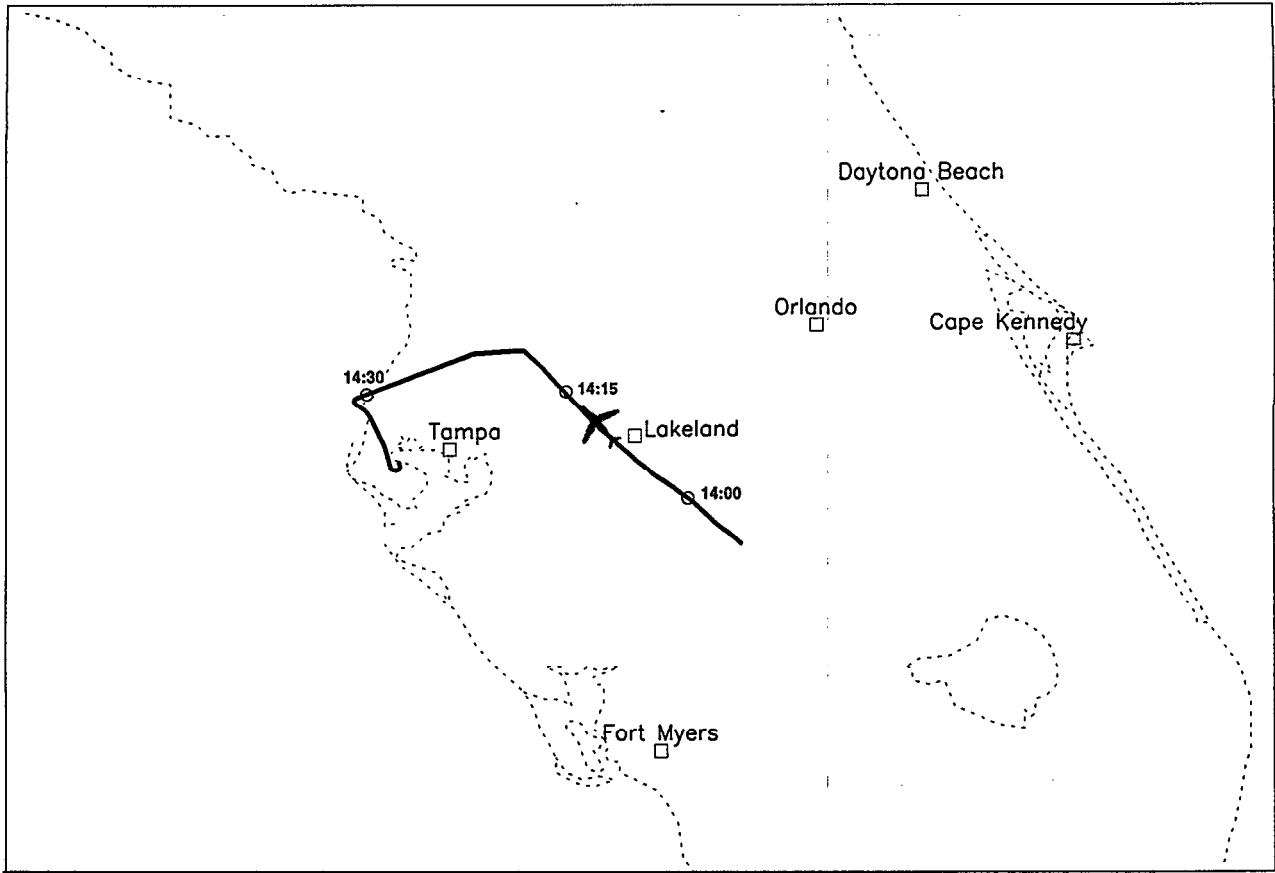 Daytona Beach
Orlando
Cape Kennedy
14:30
14:15
Tampa
Lakeland
14:00
Fort Myers